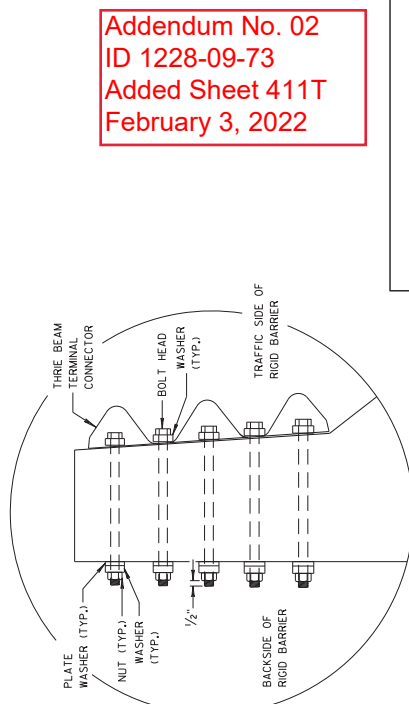 Addendum No. 02
ID 1228-09-73
Added Sheet 411T
February 3, 2022
THRIE BEAM
TERMINAL
CONNECTOR
BOLT HEAD
WASHER
(TYP.)
TRAFFIC SIDE OF
RIGID BARRIER
PLATE
WASHER (TYP.)
NUT (TYP.)
WASHER
(TYP.)
1/2"
BACKSIDE OF
RIGID BARRIER